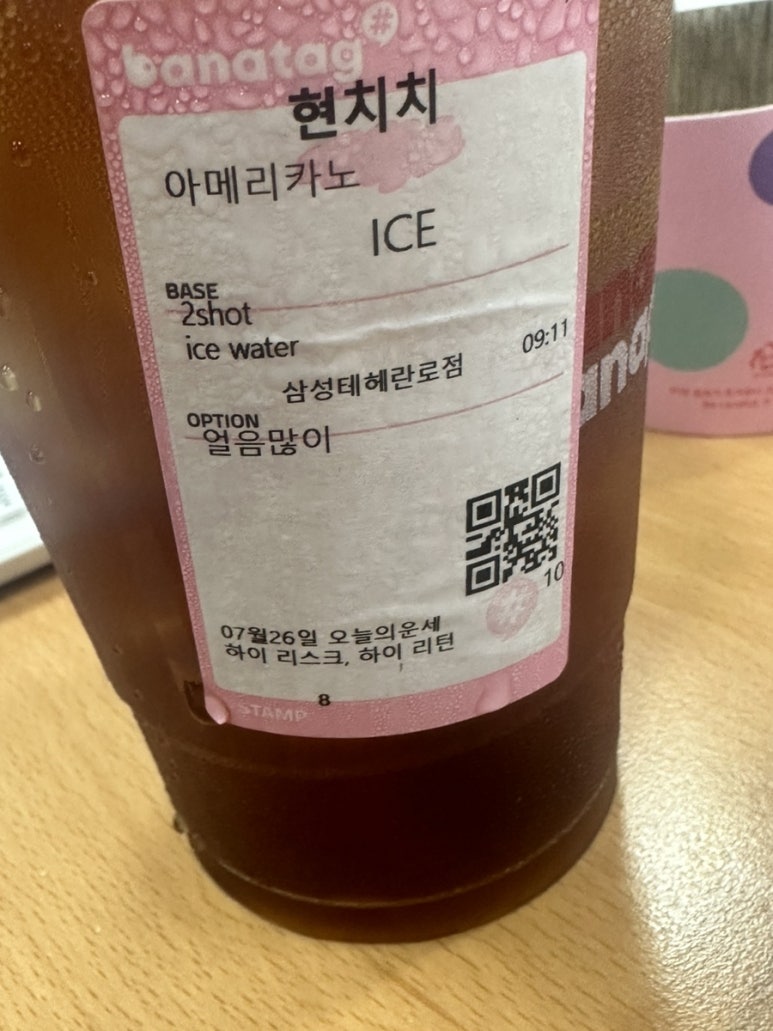 banatag#
현치치
아메리카노
ICE
BASE
2shot
ice water
09:11
삼성테헤란로점
OPTION
얼음많이
10
07월26일 오늘의운세
하이 리스크, 하이 리턴
STAMP 8